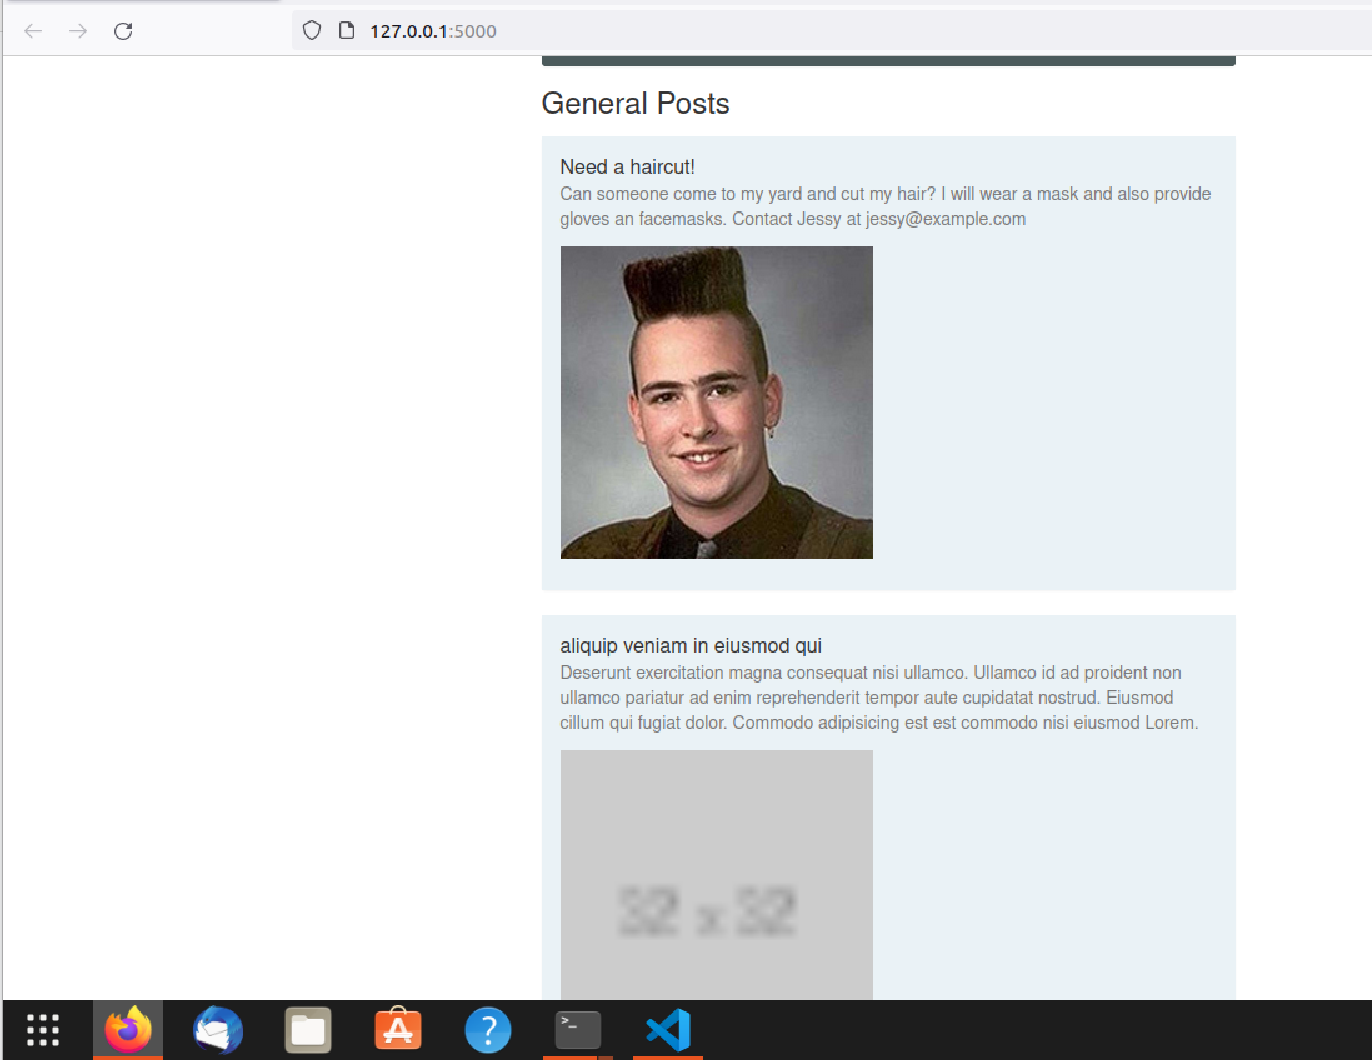 127.0.0.1:5000
General Posts
Need a haircut!
Can someone come to my yard and cut my hair? I will wear a mask and also provide
gloves an facemasks. Contact Jessy at jessy@example.com
aliquip veniam in eiusmod qui
Deserunt exercitation magna consequat nisi ullamco. Ullamco id ad proident non
ullamco pariatur ad enim reprehenderit tempor aute cupidatat nostrud. Eiusmod
cillum qui fugiat dolor. Commodo adipisicing est est commodo nisi eiusmod Lorem.
32 x 32